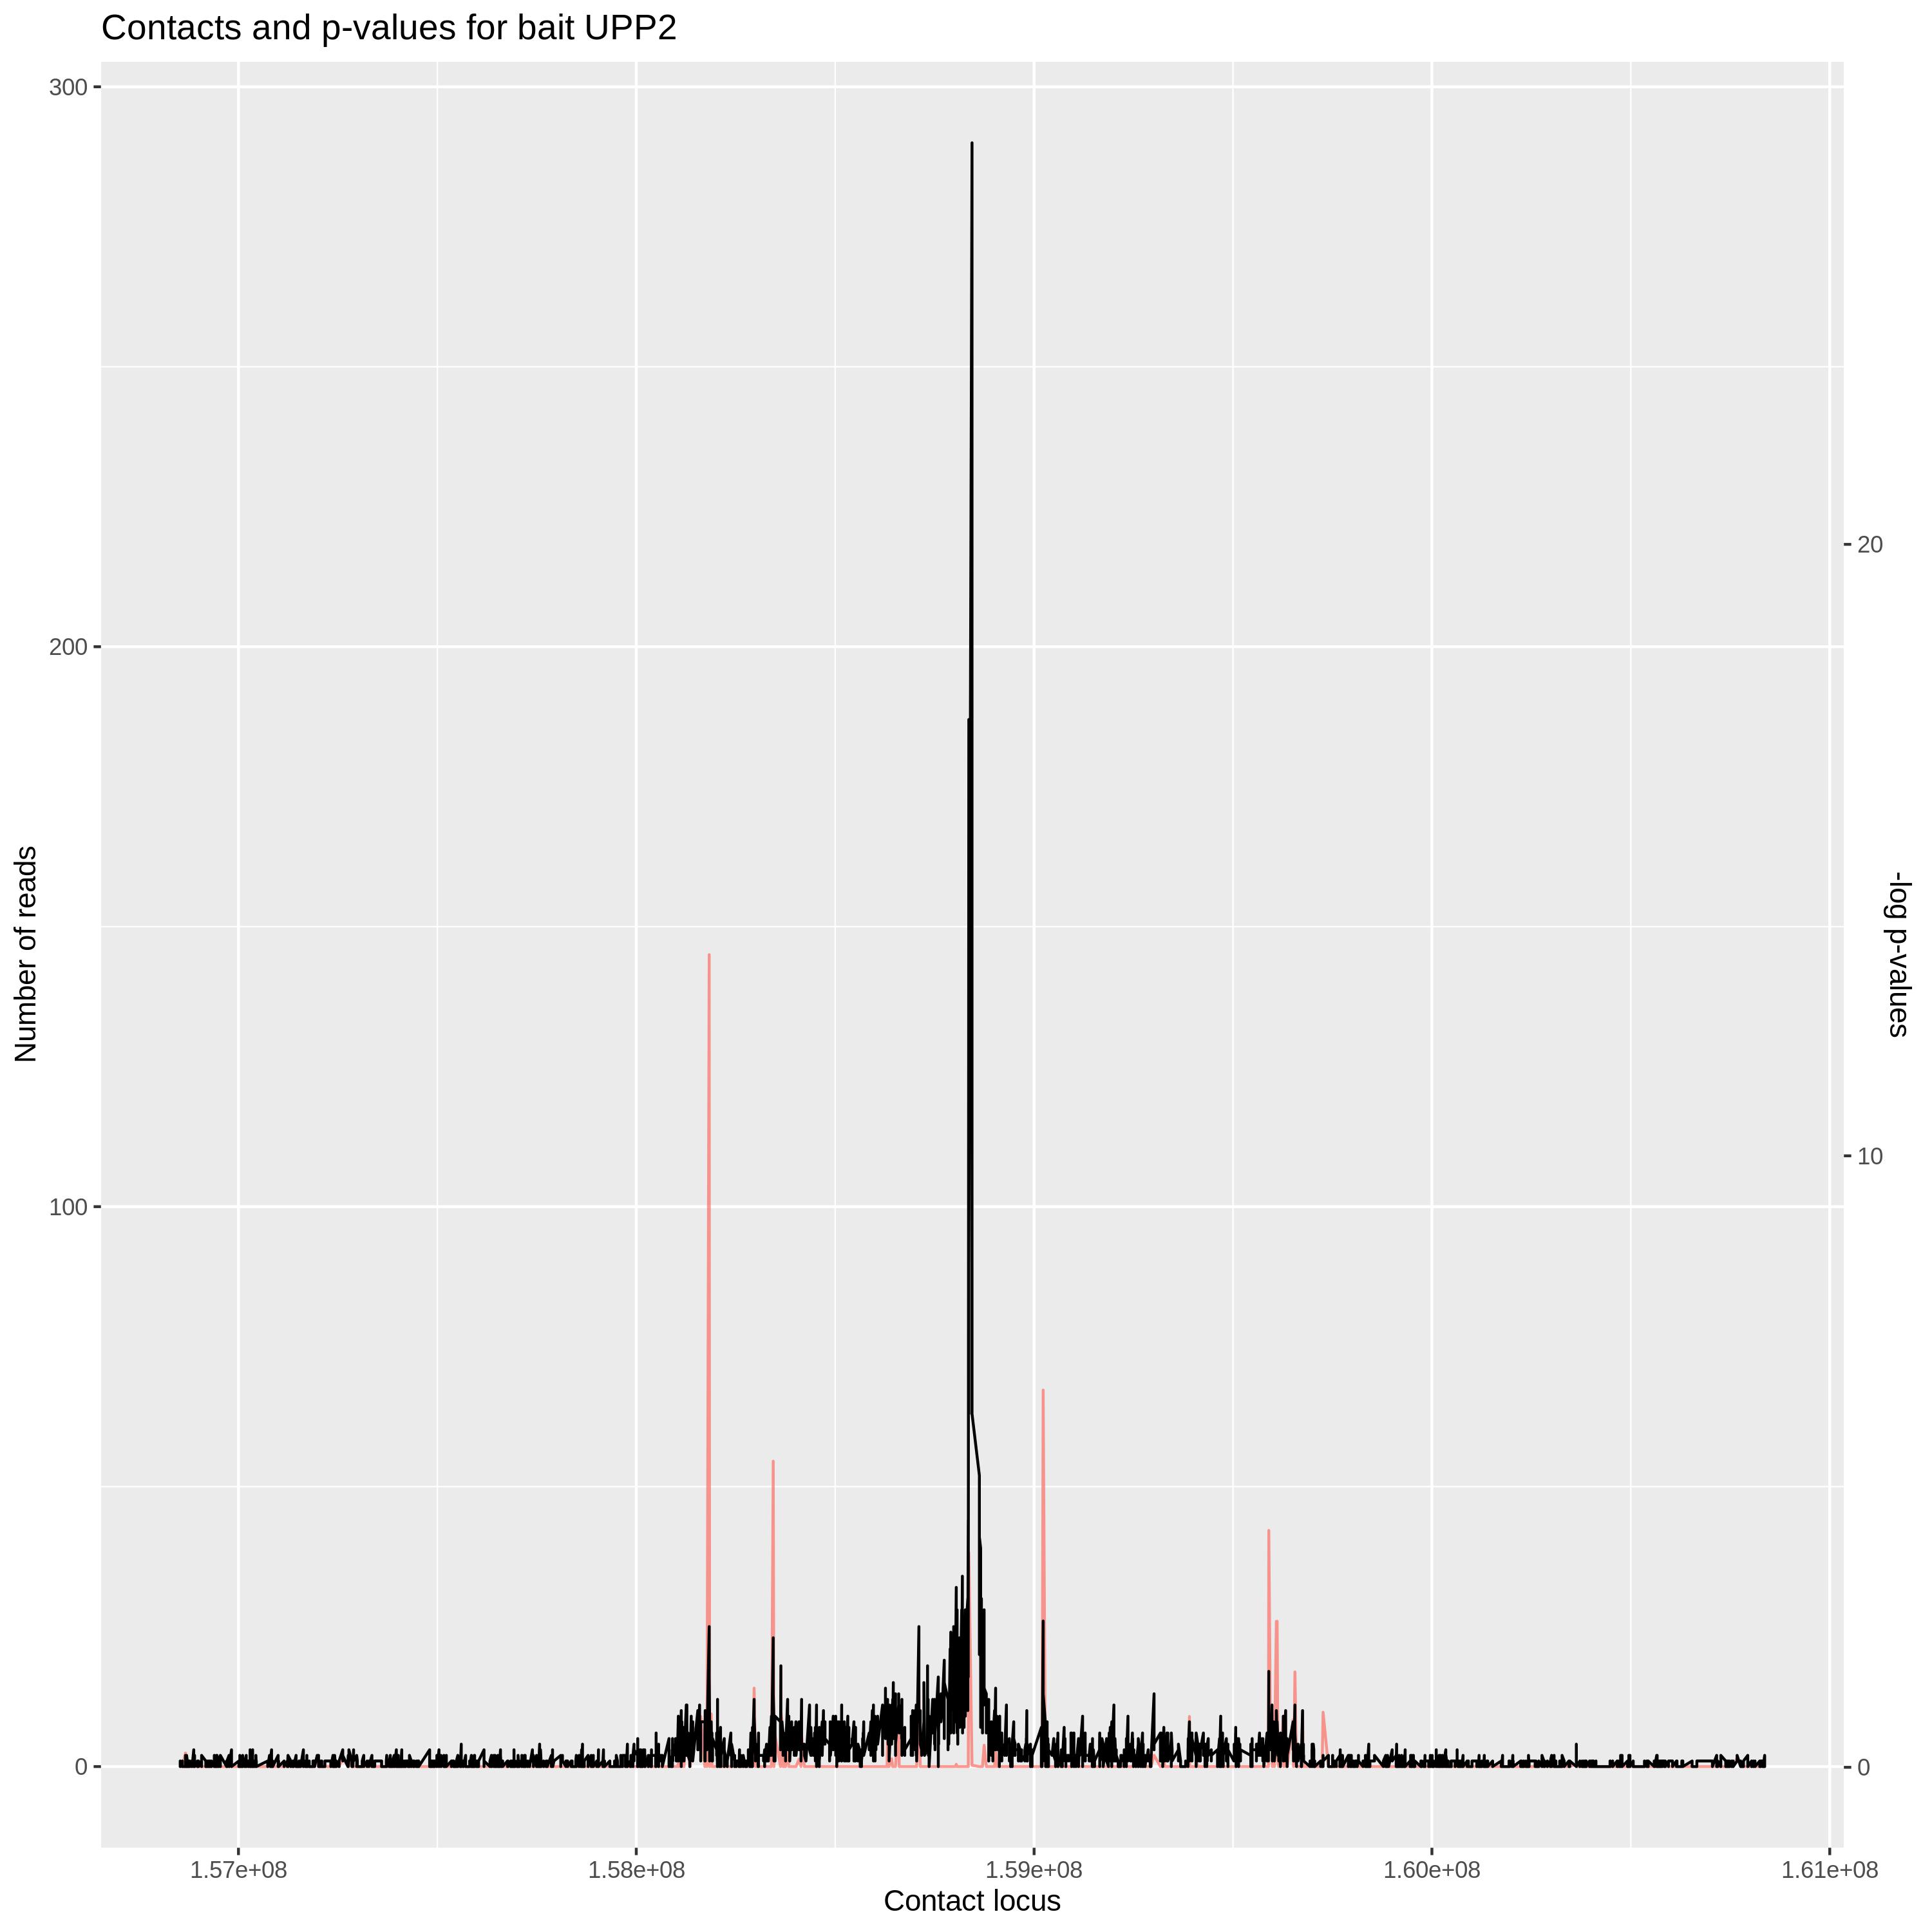 Contacts and p-values for bait UPP2
300
200
100
0
Number of reads
20
10
0
-log p-values
1.57e+08
1.58e+08
1.59e+08
1.60e+08
1.61e+08
Contact locus